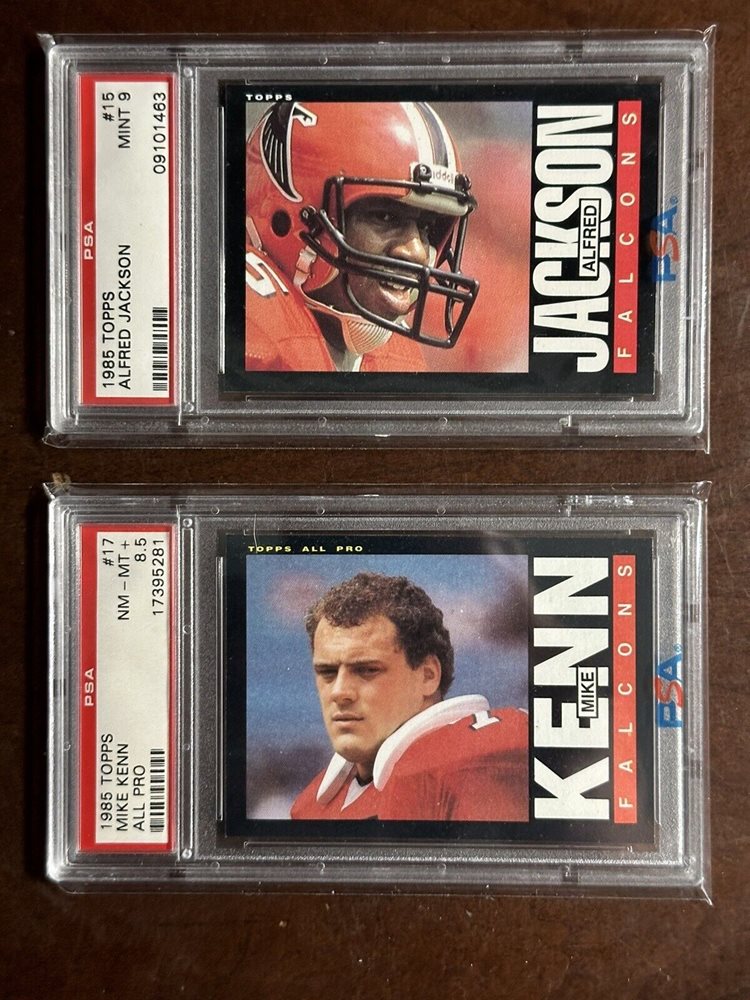 1985 TOPPS #15
ALFRED JACKSON MINT 9
PSA 09101463
TOPPS
Riddell
JACKSON
ALFRED
FALCONS
PSA
1985 TOPPS #17
MIKE KENN NM-MT+
ALL PRO 8.5
PSA 17395281
TOPPS ALL PRO
KENN
MIKE
FALCONS
PSA